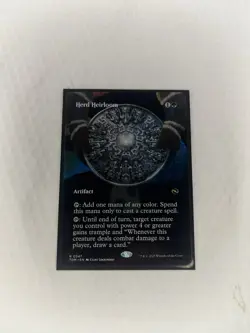 Herd Heirloom
Artifact
: Add one mana of any color. Spend
this mana only to cast a creature spell.
: Until end of turn, target creature
you control with power 4 or greater
gains trample and "Whenever this
creature deals combat damage to a
player, draw a card."